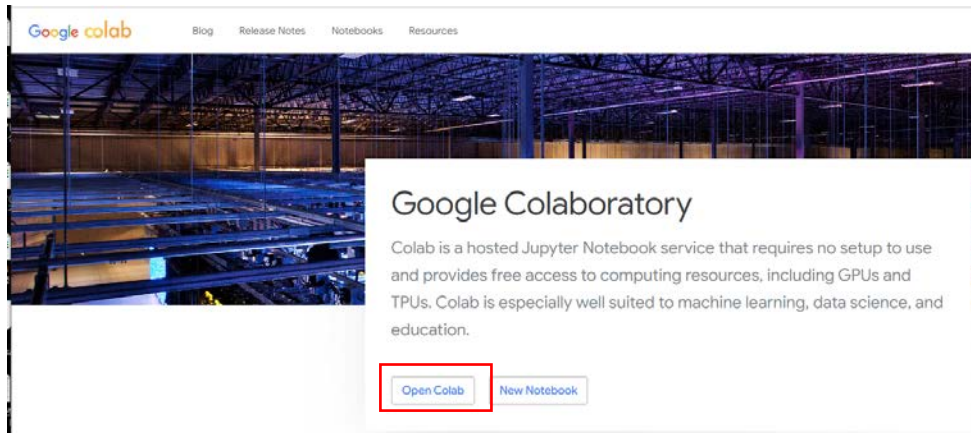 Google colab Blog Release Notes Notebooks Resources
Google Colaboratory
Colab is a hosted Jupyter Notebook service that requires no setup to use
and provides free access to computing resources, including GPUs and
TPUs. Colab is especially well suited to machine learning, data science, and
education.
Open Colab New Notebook